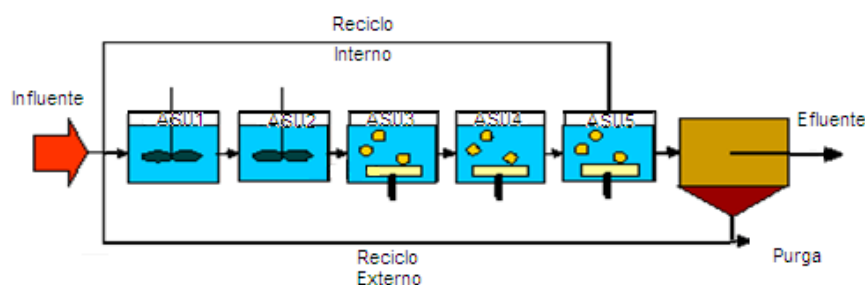 Reciclo
Interno
Influente
ASU1
ASU2
ASU3
ASU4
ASU5
Efluente
Reciclo
Externo
Purga